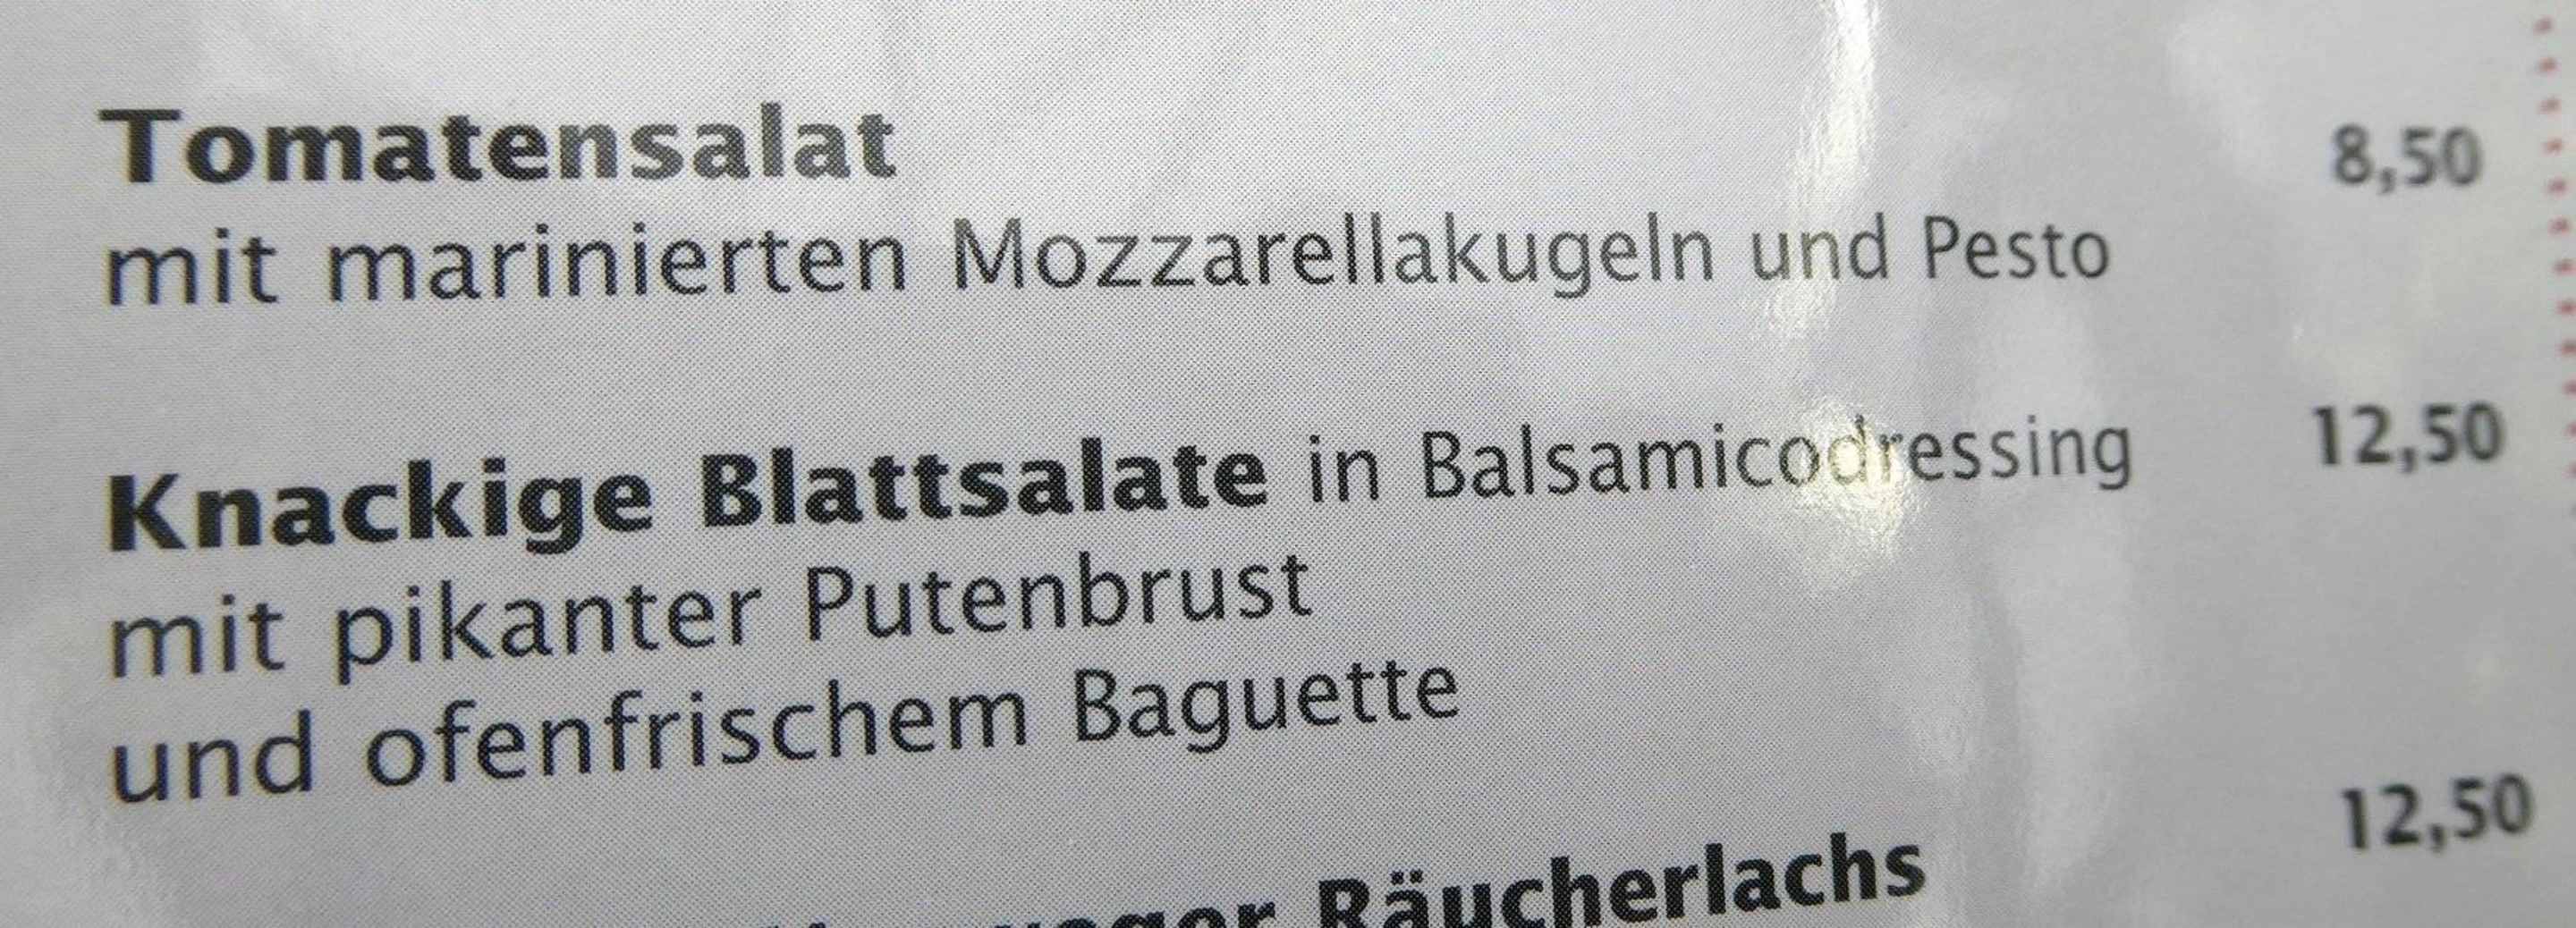 Tomatensalat 8,50
mit marinierten Mozzarellakugeln und Pesto
Knackige Blattsalate in Balsamicodressing 12,50
mit pikanter Putenbrust
und ofenfrischem Baguette
Räucherlachs 12,50